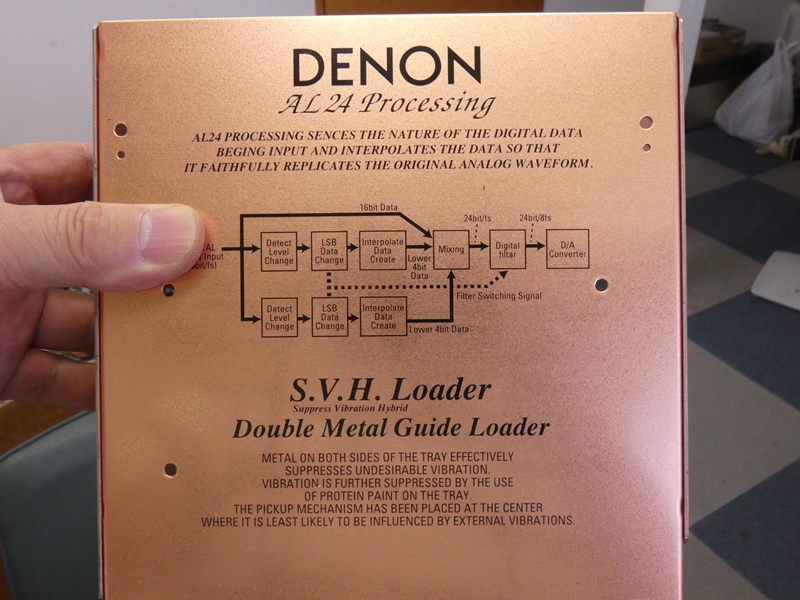 DENON
AL24 Processing
AL24 PROCESSING SENCES THE NATURE OF THE DIGITAL DATA
BEGING INPUT AND INTERPOLATES THE DATA SO THAT
IT FAITHFULLY REPLICATES THE ORIGINAL ANALOG WAVEFORM.
16bit Data
24bit/fs
24bit/8fs
AL
Input
bit/fs)
Detect
Level
Change
LSB
Data
Change
Interpolate
Data
Create
Lower
4bit
Data
Mixing
Digital
filtar
D/A
Converter
Filter Switching Signal
Detect
Level
Change
LSB
Data
Change
Interpolate
Data
Create
Lower 4bit Data
S.V.H. Loader
Suppress Vibration Hybrid
Double Metal Guide Loader
METAL ON BOTH SIDES OF THE TRAY EFFECTIVELY
SUPPRESSES UNDESIRABLE VIBRATION.
VIBRATION IS FURTHER SUPPRESSED BY THE USE
OF PROTEIN PAINT ON THE TRAY.
THE PICKUP MECHANISM HAS BEEN PLACED AT THE CENTER
WHERE IT IS LEAST LIKELY TO BE INFLUENCED BY EXTERNAL VIBRATIONS.